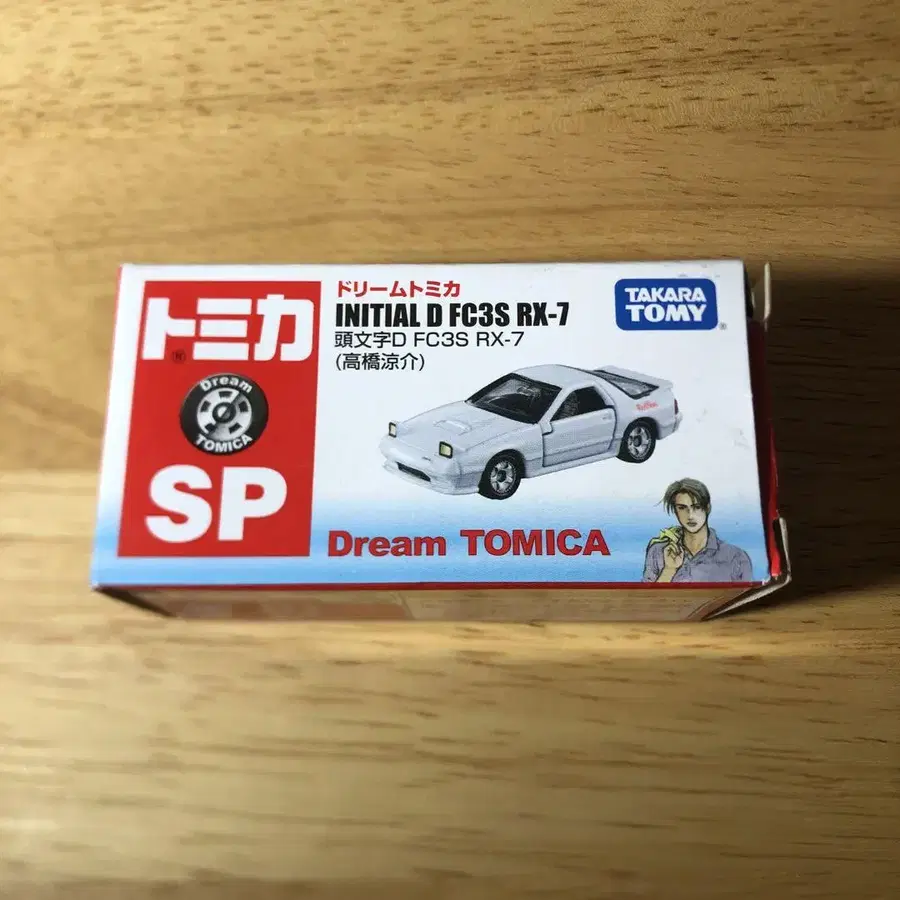 トミカ
®
Dream
TOMICA
SP
ドリームトミカ
INITIAL D FC3S RX-7
頭文字D FC3S RX-7
(高橋涼介)
TAKARA
TOMY®
Dream TOMICA